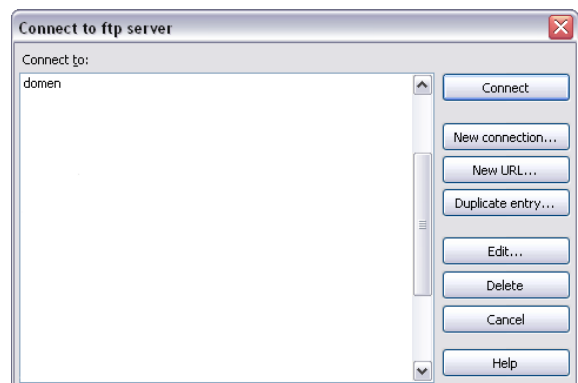 Connect to ftp server
Connect to:
domen
Connect
New connection...
New URL...
Duplicate entry...
Edit...
Delete
Cancel
Help